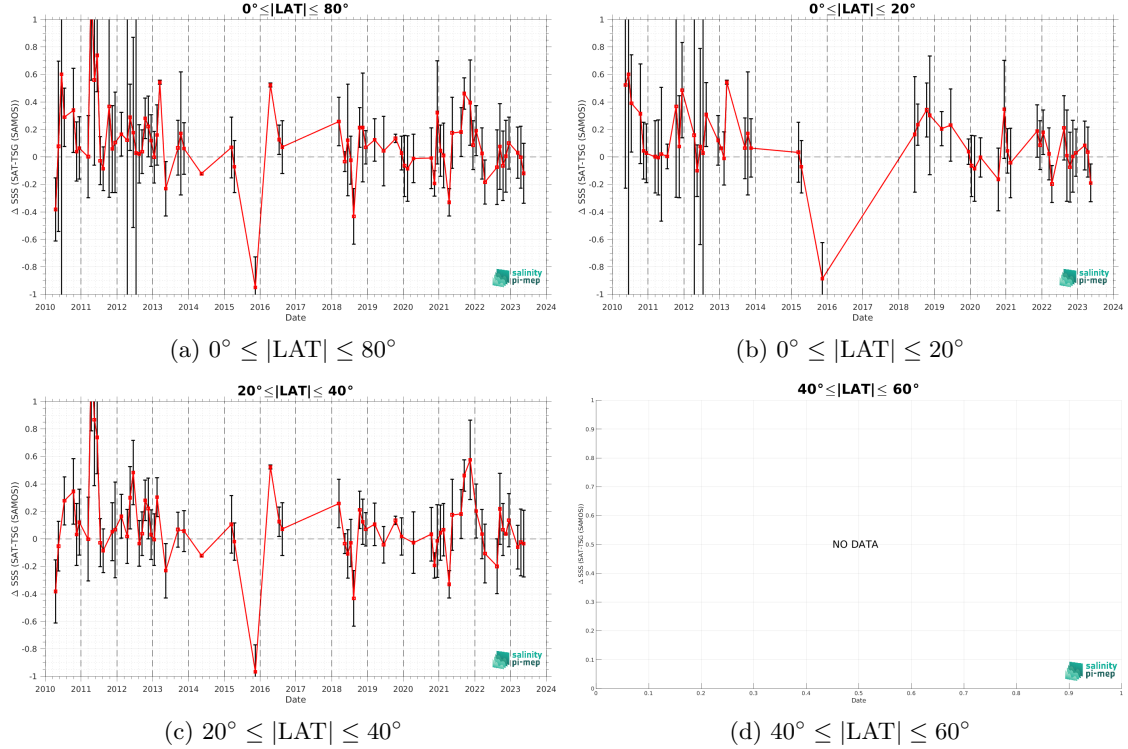 0°≤|LAT|≤ 80°
Δ SSS (SAT-TSG (SAMOS))
1
0.8
0.6
0.4
0.2
0
-0.2
-0.4
-0.6
-0.8
-1
2010 2011 2012 2013 2014 2015 2016 2017 2018 2019 2020 2021 2022 2023 2024
Date
salinity
pi-mep
(a) 0° ≤ |LAT| ≤ 80°
0°≤|LAT|≤ 20°
Δ SSS (SAT-TSG (SAMOS))
1
0.8
0.6
0.4
0.2
0
-0.2
-0.4
-0.6
-0.8
-1
2010 2011 2012 2013 2014 2015 2016 2017 2018 2019 2020 2021 2022 2023 2024
Date
salinity
pi-mep
(b) 0° ≤ |LAT| ≤ 20°
20°≤|LAT|≤ 40°
Δ SSS (SAT-TSG (SAMOS))
1
0.8
0.6
0.4
0.2
0
-0.2
-0.4
-0.6
-0.8
-1
2010 2011 2012 2013 2014 2015 2016 2017 2018 2019 2020 2021 2022 2023 2024
Date
salinity
pi-mep
(c) 20° ≤ |LAT| ≤ 40°
40°≤|LAT|≤ 60°
Δ SSS (SAT-TSG (SAMOS))
1
0.9
0.8
0.7
0.6
0.5
0.4
0.3
0.2
0.1
0
NO DATA
0 0.1 0.2 0.3 0.4 0.5 0.6 0.7 0.8 0.9 1
Date
salinity
pi-mep
(d) 40° ≤ |LAT| ≤ 60°